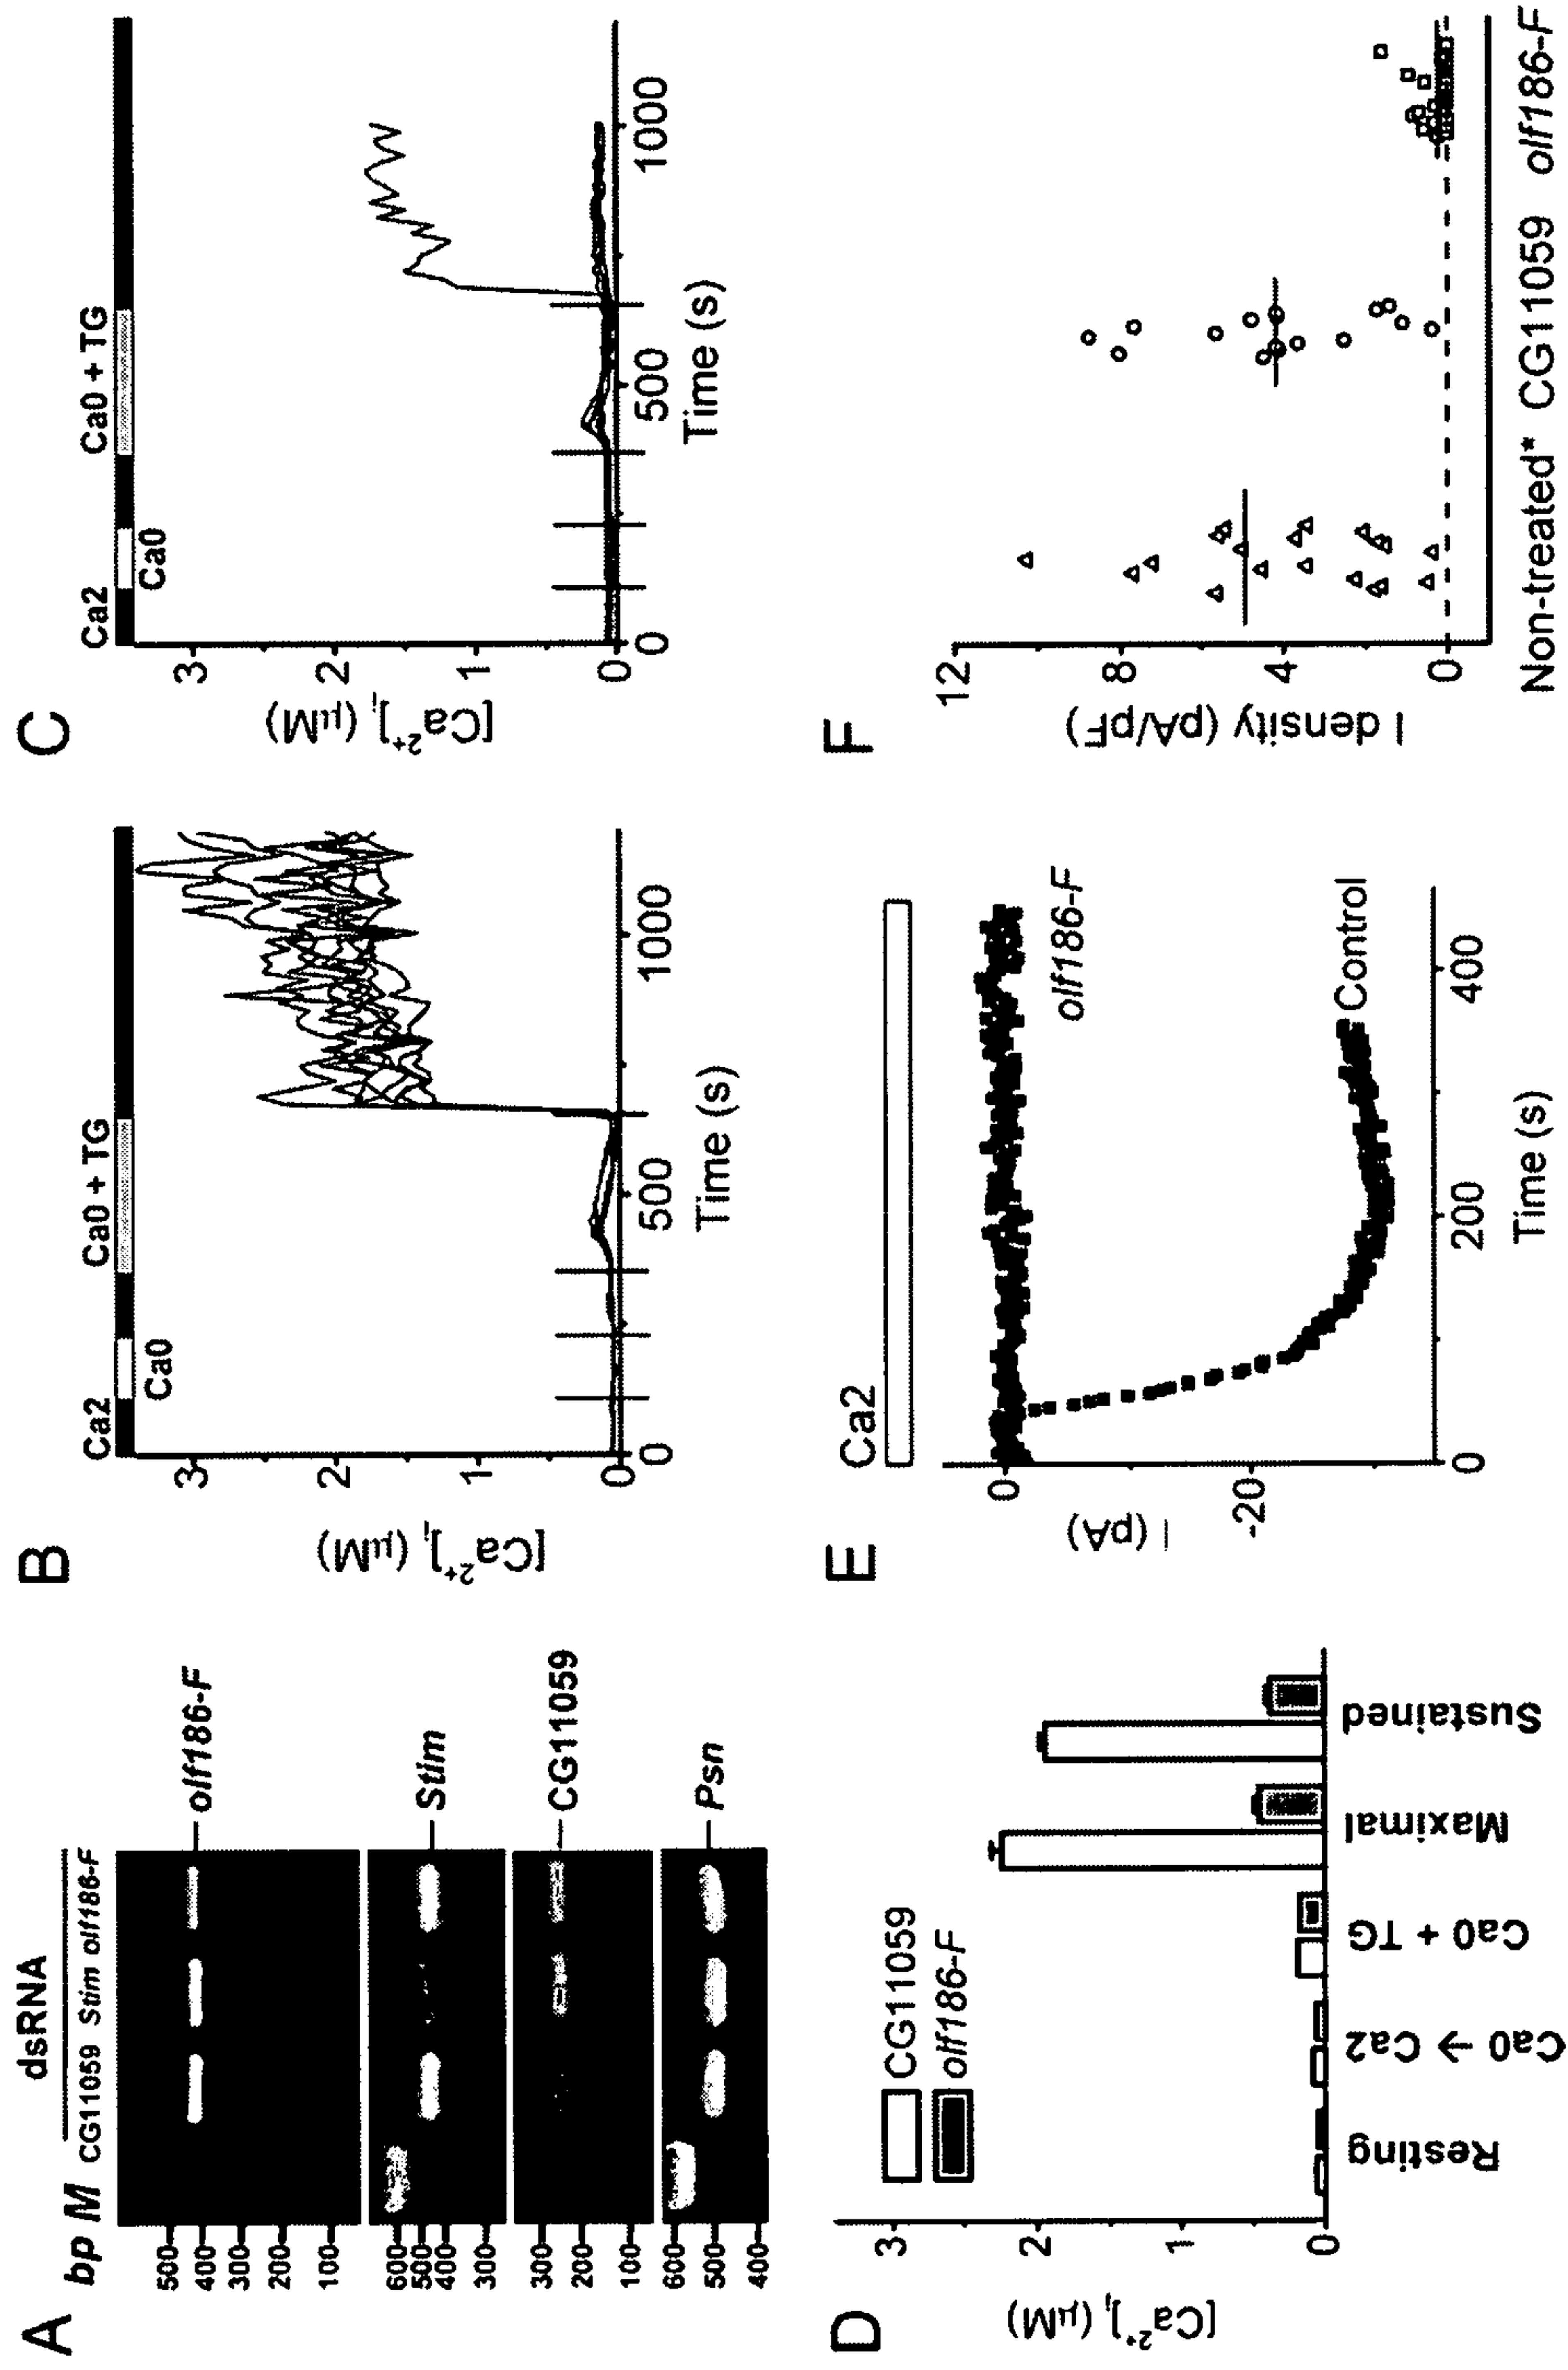 A
dsRNA
bp M CG11059 Stim olf186-F
500
400
300
200
100
olf186-F
600
500
400
300
Stim
300
200
100
CG11059
600
500
400
Psn
B
Ca2
Ca0 + TG
Ca0
[Ca²⁺]ᵢ (µM)
3
2
1
0
0 500 1000
Time (s)
C
Ca2
Ca0 + TG
Ca0
[Ca²⁺]ᵢ (µM)
3
2
1
0
0 500 1000
Time (s)
D
CG11059
olf186-F
[Ca²⁺]ᵢ (µM)
3
2
1
0
Resting
Ca0 → Ca2
Ca0 + TG
Maximal
Sustained
E
Ca2
I (pA)
0
-20
olf186-F
Control
0 200 400
Time (s)
F
I density (pA/pF)
12
8
4
0
Non-treated* CG11059 olf186-F